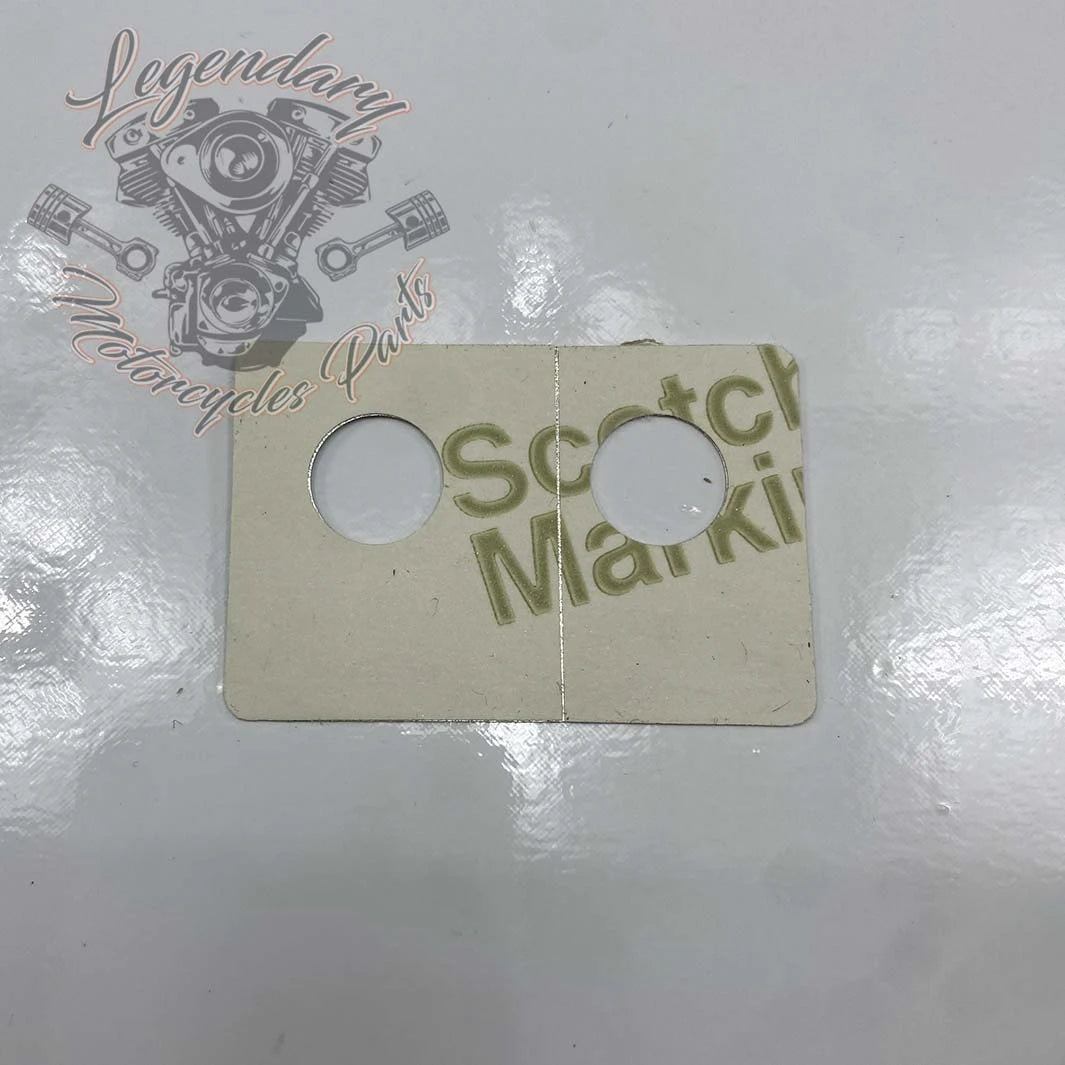 Legendary
Motorcycles Parts
Scotch
Marki